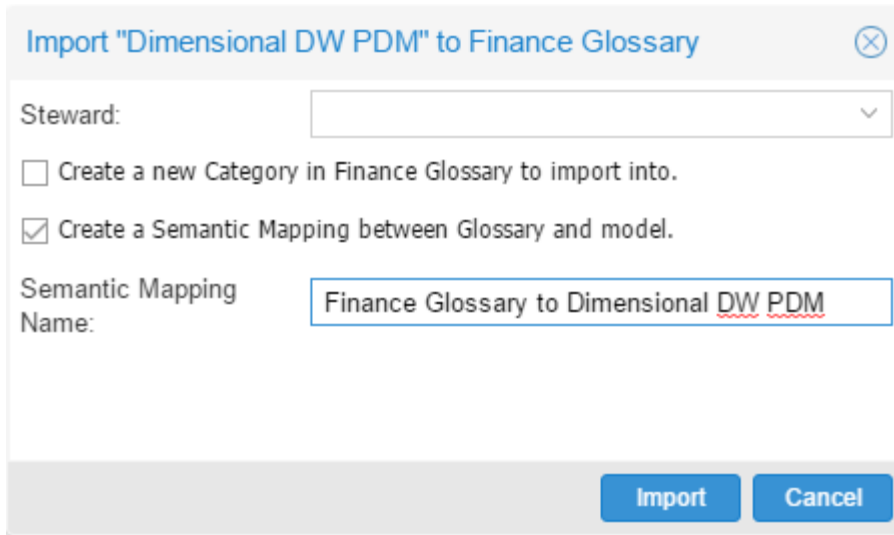 Import "Dimensional DW PDM" to Finance Glossary
Steward:
Create a new Category in Finance Glossary to import into.
Create a Semantic Mapping between Glossary and model.
Semantic Mapping
Name:
Finance Glossary to Dimensional DW PDM
Import
Cancel